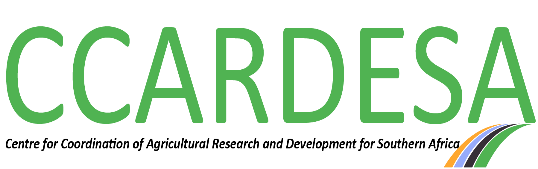 CCARDESA
Centre for Coordination of Agricultural Research and Development for Southern Africa